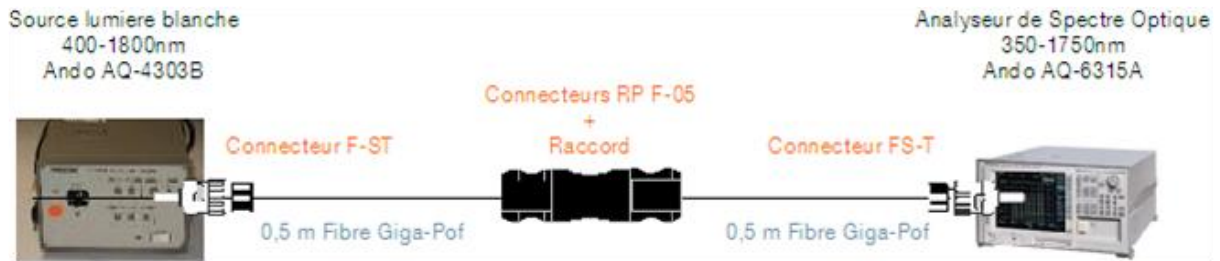 Source lumiere blanche
400-1800nm
Ando AQ-4303B
Analyseur de Spectre Optique
350-1750nm
Ando AQ-6315A
Connecteurs RP F-05
+
Raccord
Connecteur F-ST
Connecteur FS-T
0,5 m Fibre Giga-Pof
0,5 m Fibre Giga-Pof